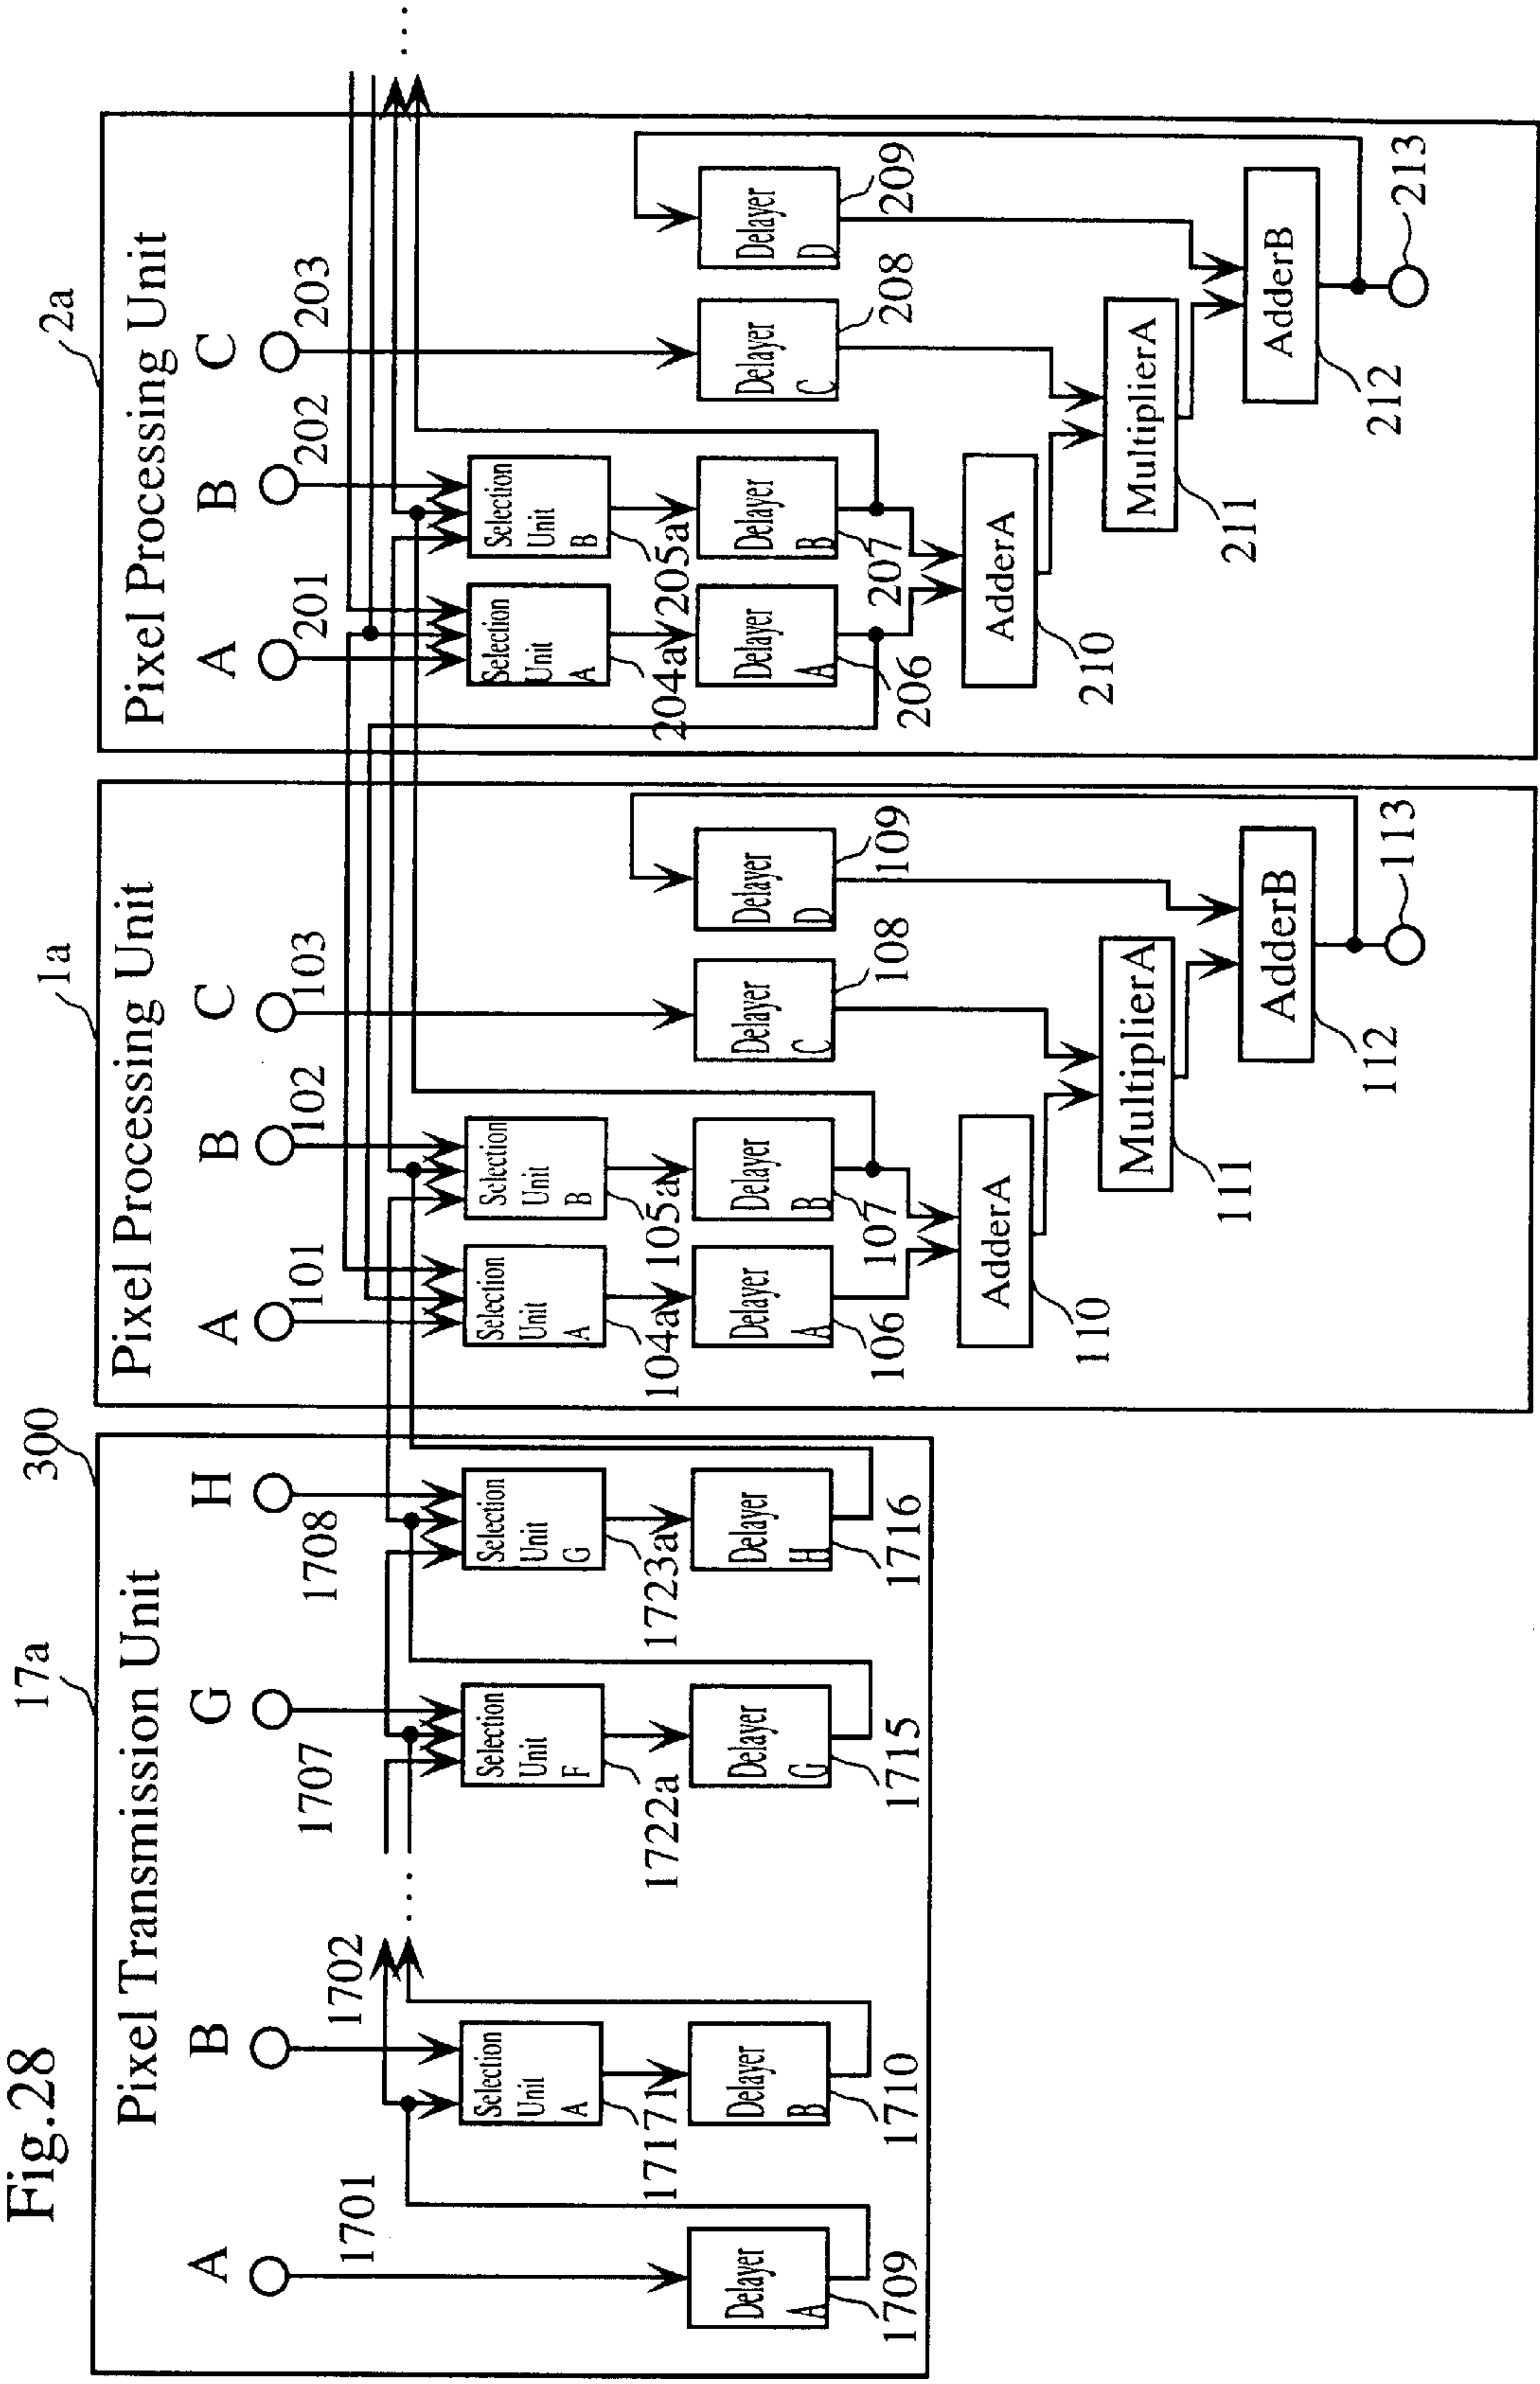 Fig.28
17a
300
Pixel Transmission Unit
A
1701
B
1702
G
1707
H
1708
Selection
Unit
A
1717
Selection
Unit
F
1722a
Selection
Unit
G
1723a
Delayer
A
1709
Delayer
B
1710
Delayer
G
1715
Delayer
H
1716
...
1a
Pixel Processing Unit
A
101
B
102
C
103
Selection
Unit
A
104a
Selection
Unit
B
105a
Delayer
A
106
Delayer
B
107
Delayer
C
108
Delayer
D
109
AdderA
110
MultiplierA
111
AdderB
112
113
2a
Pixel Processing Unit
A
201
B
202
C
203
Selection
Unit
A
204a
Selection
Unit
B
205a
Delayer
A
206
Delayer
B
207
Delayer
C
208
Delayer
D
209
AdderA
210
MultiplierA
211
AdderB
212
213
...